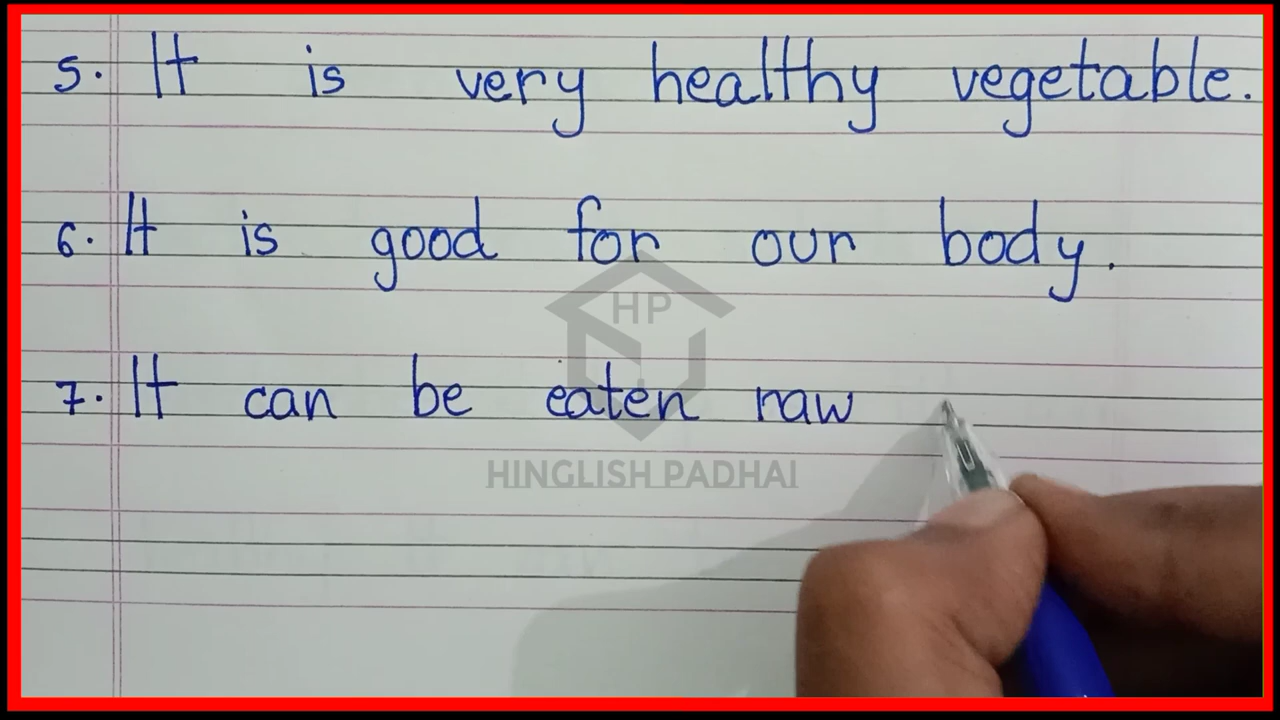 5. It is very healthy vegetable.
6. It is good for our body.
HP
7. It can be eaten raw
HINGLISH PADHAI